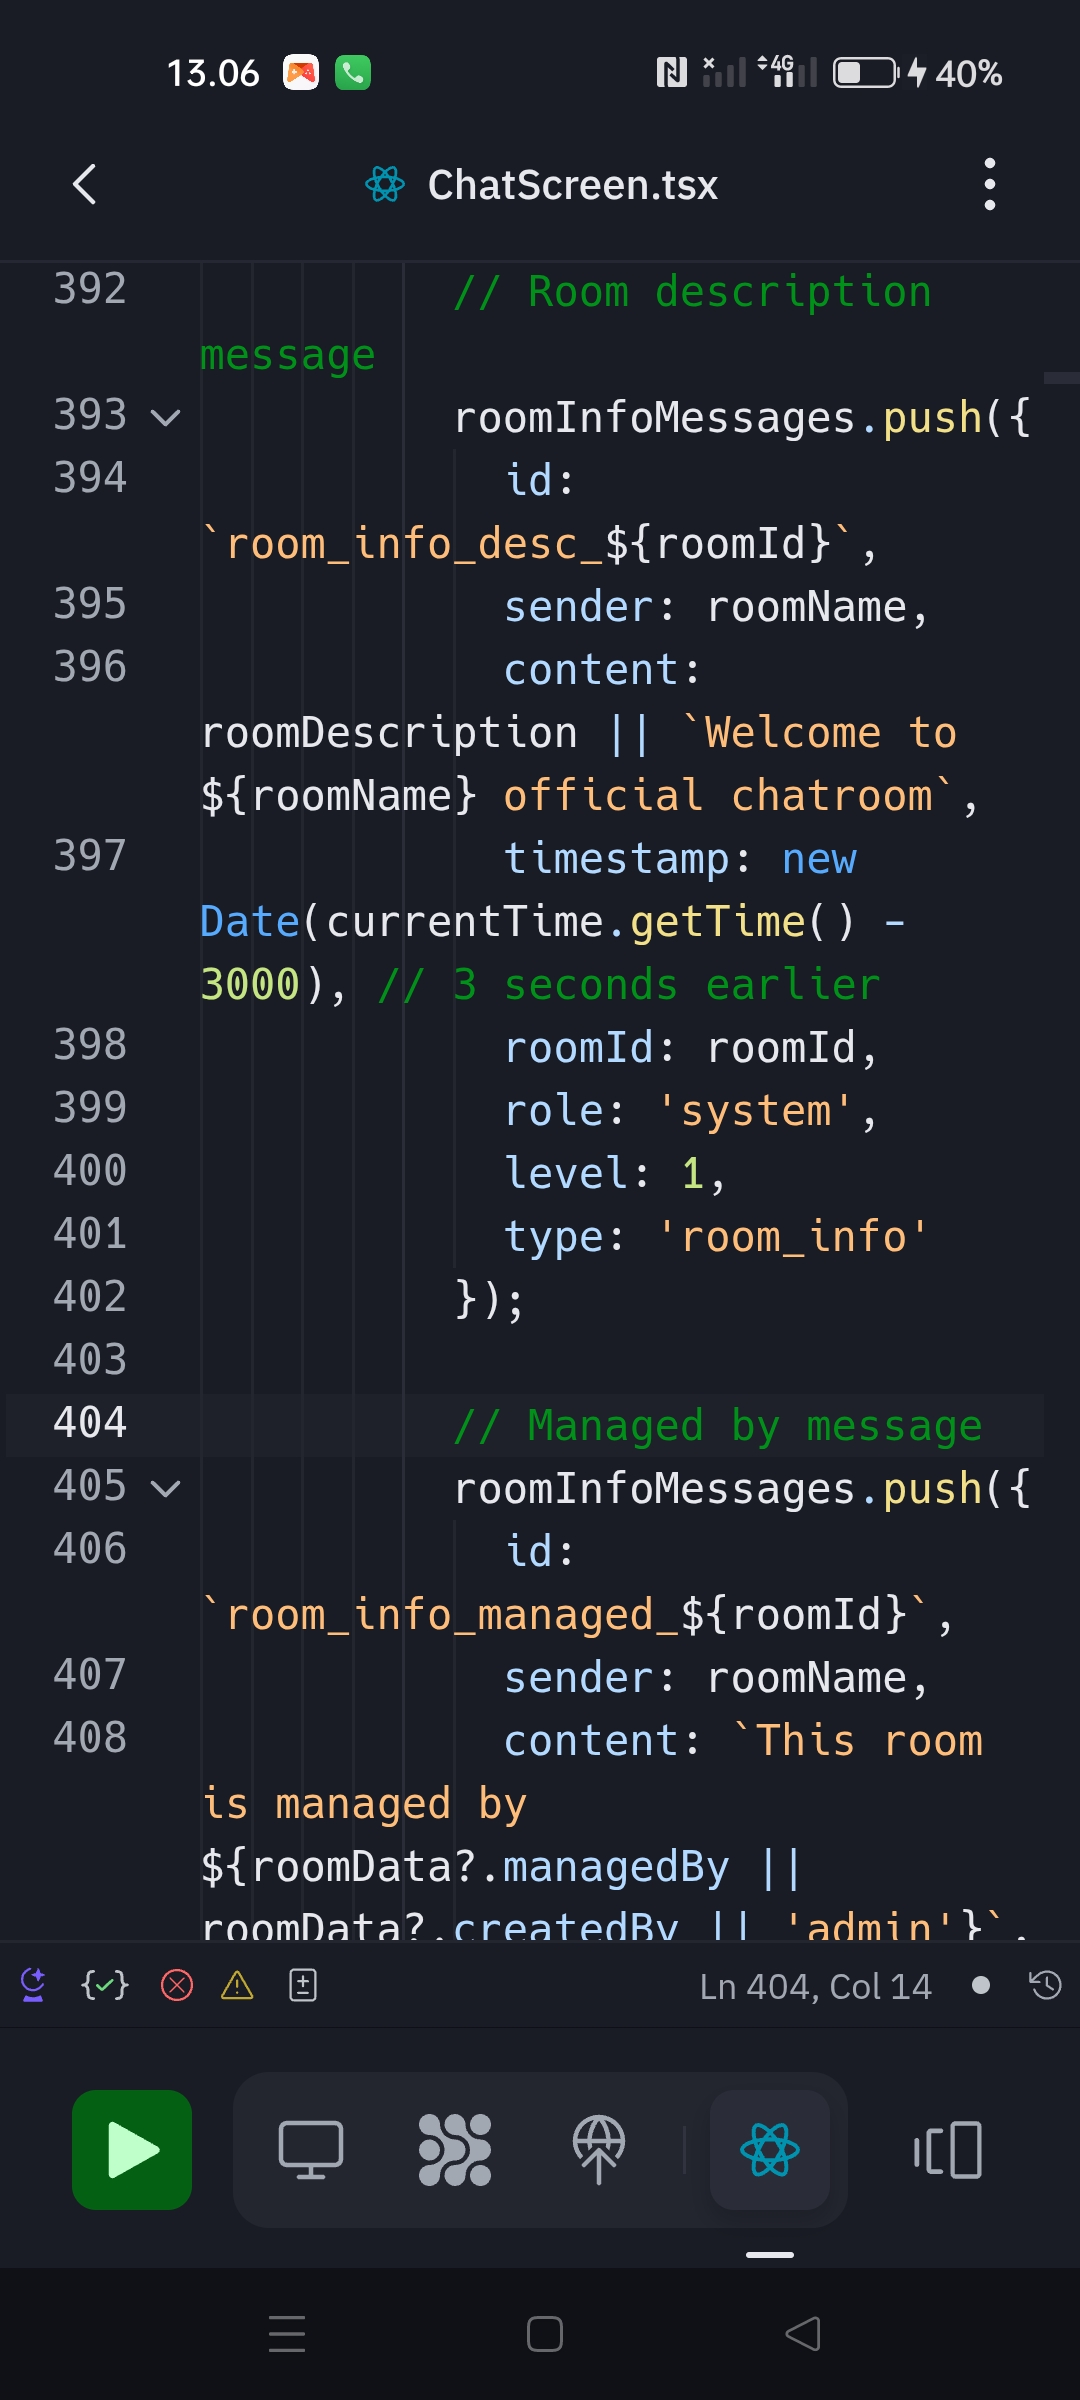 13.06
4G
40%
ChatScreen.tsx
392 // Room description
message
393 roomInfoMessages.push({
394 id:
`room_info_desc_${roomId}`,
395 sender: roomName,
396 content:
roomDescription || `Welcome to
${roomName} official chatroom`,
397 timestamp: new
Date(currentTime.getTime() -
3000), // 3 seconds earlier
398 roomId: roomId,
399 role: 'system',
400 level: 1,
401 type: 'room_info'
402 });
403
404 // Managed by message
405 roomInfoMessages.push({
406 id:
`room_info_managed_${roomId}`,
407 sender: roomName,
408 content: `This room
is managed by
${roomData?.managedBy ||
roomData?.createdBy || 'admin'}`,
Ln 404, Col 14